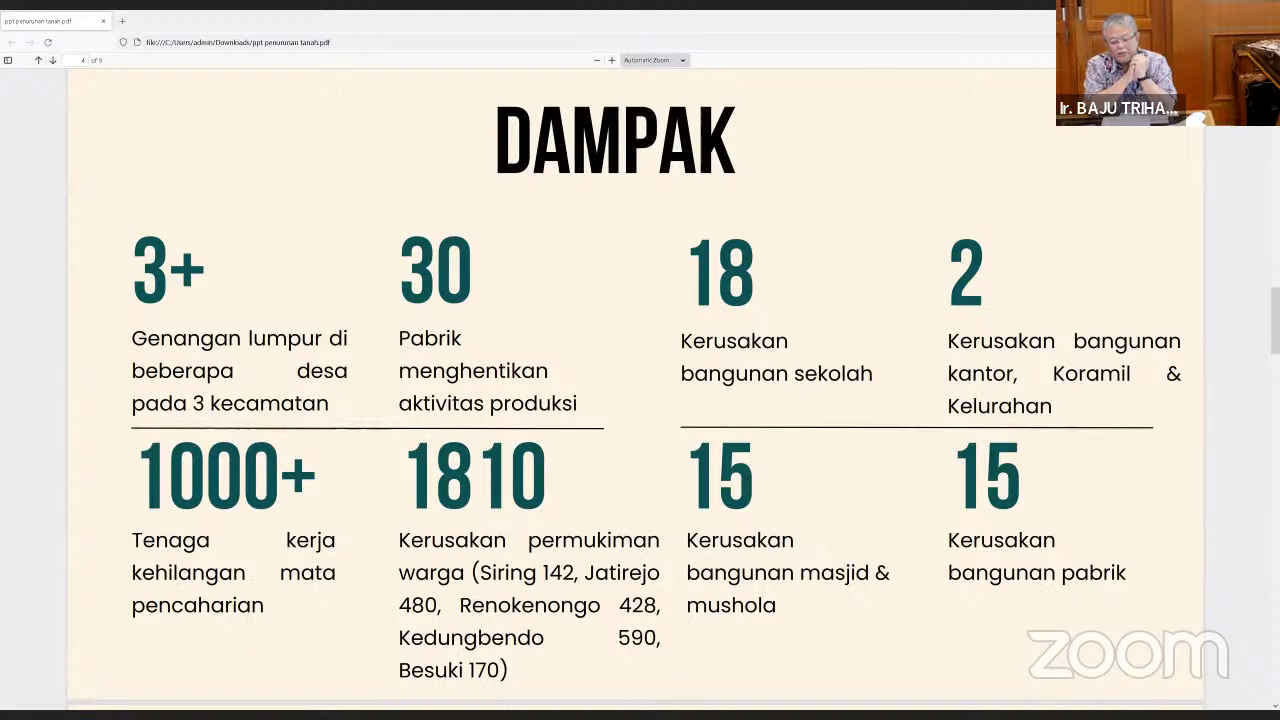 ppt penurunan tanah.pdf
file:///C:/Users/admin/Downloads/ppt penurunan tanah.pdf
4 of 9
Automatic Zoom
Ir. BAJU TRIHA...
DAMPAK
3+
Genangan lumpur di
beberapa desa
pada 3 kecamatan
30
Pabrik
menghentikan
aktivitas produksi
18
Kerusakan
bangunan sekolah
2
Kerusakan bangunan
kantor, Koramil &
Kelurahan
1000+
Tenaga kerja
kehilangan mata
pencaharian
1810
Kerusakan permukiman
warga (Siring 142, Jatirejo
480, Renokenongo 428,
Kedungbendo 590,
Besuki 170)
15
Kerusakan
bangunan masjid &
mushola
15
Kerusakan
bangunan pabrik
zoom